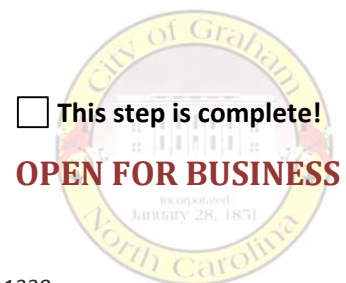 City of Graham
This step is complete!
OPEN FOR BUSINESS
Incorporated
January 28, 1851
North Carolina